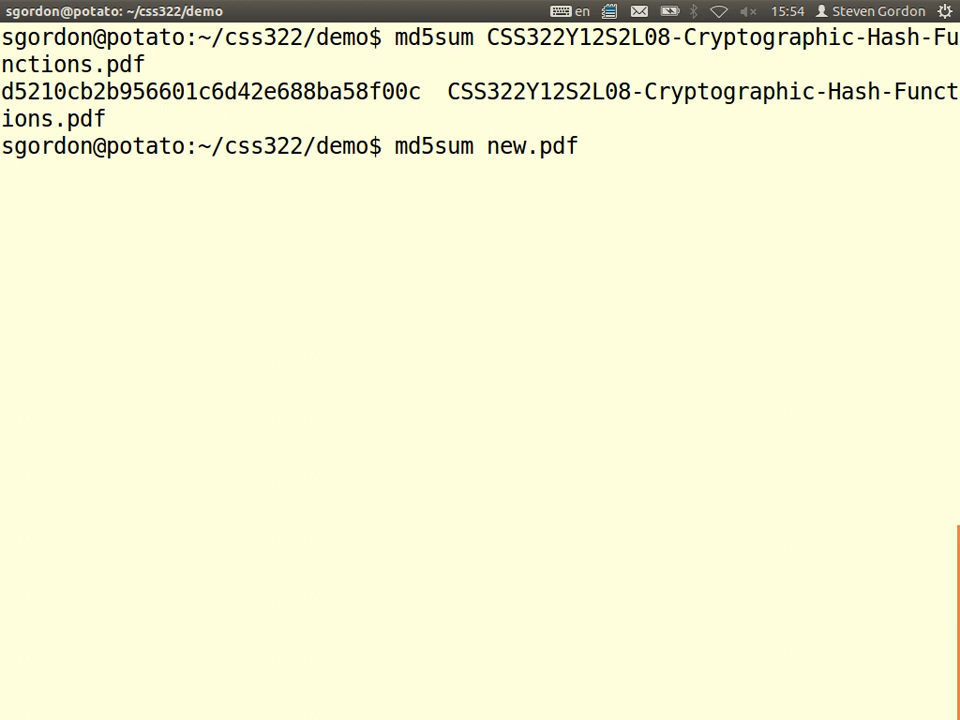 sgordon@potato: ~/css322/demo
en
15:54
Steven Gordon
sgordon@potato:~/css322/demo$ md5sum CSS322Y12S2L08-Cryptographic-Hash-Fu
nctions.pdf
d5210cb2b956601c6d42e688ba58f00c  CSS322Y12S2L08-Cryptographic-Hash-Funct
ions.pdf
sgordon@potato:~/css322/demo$ md5sum new.pdf